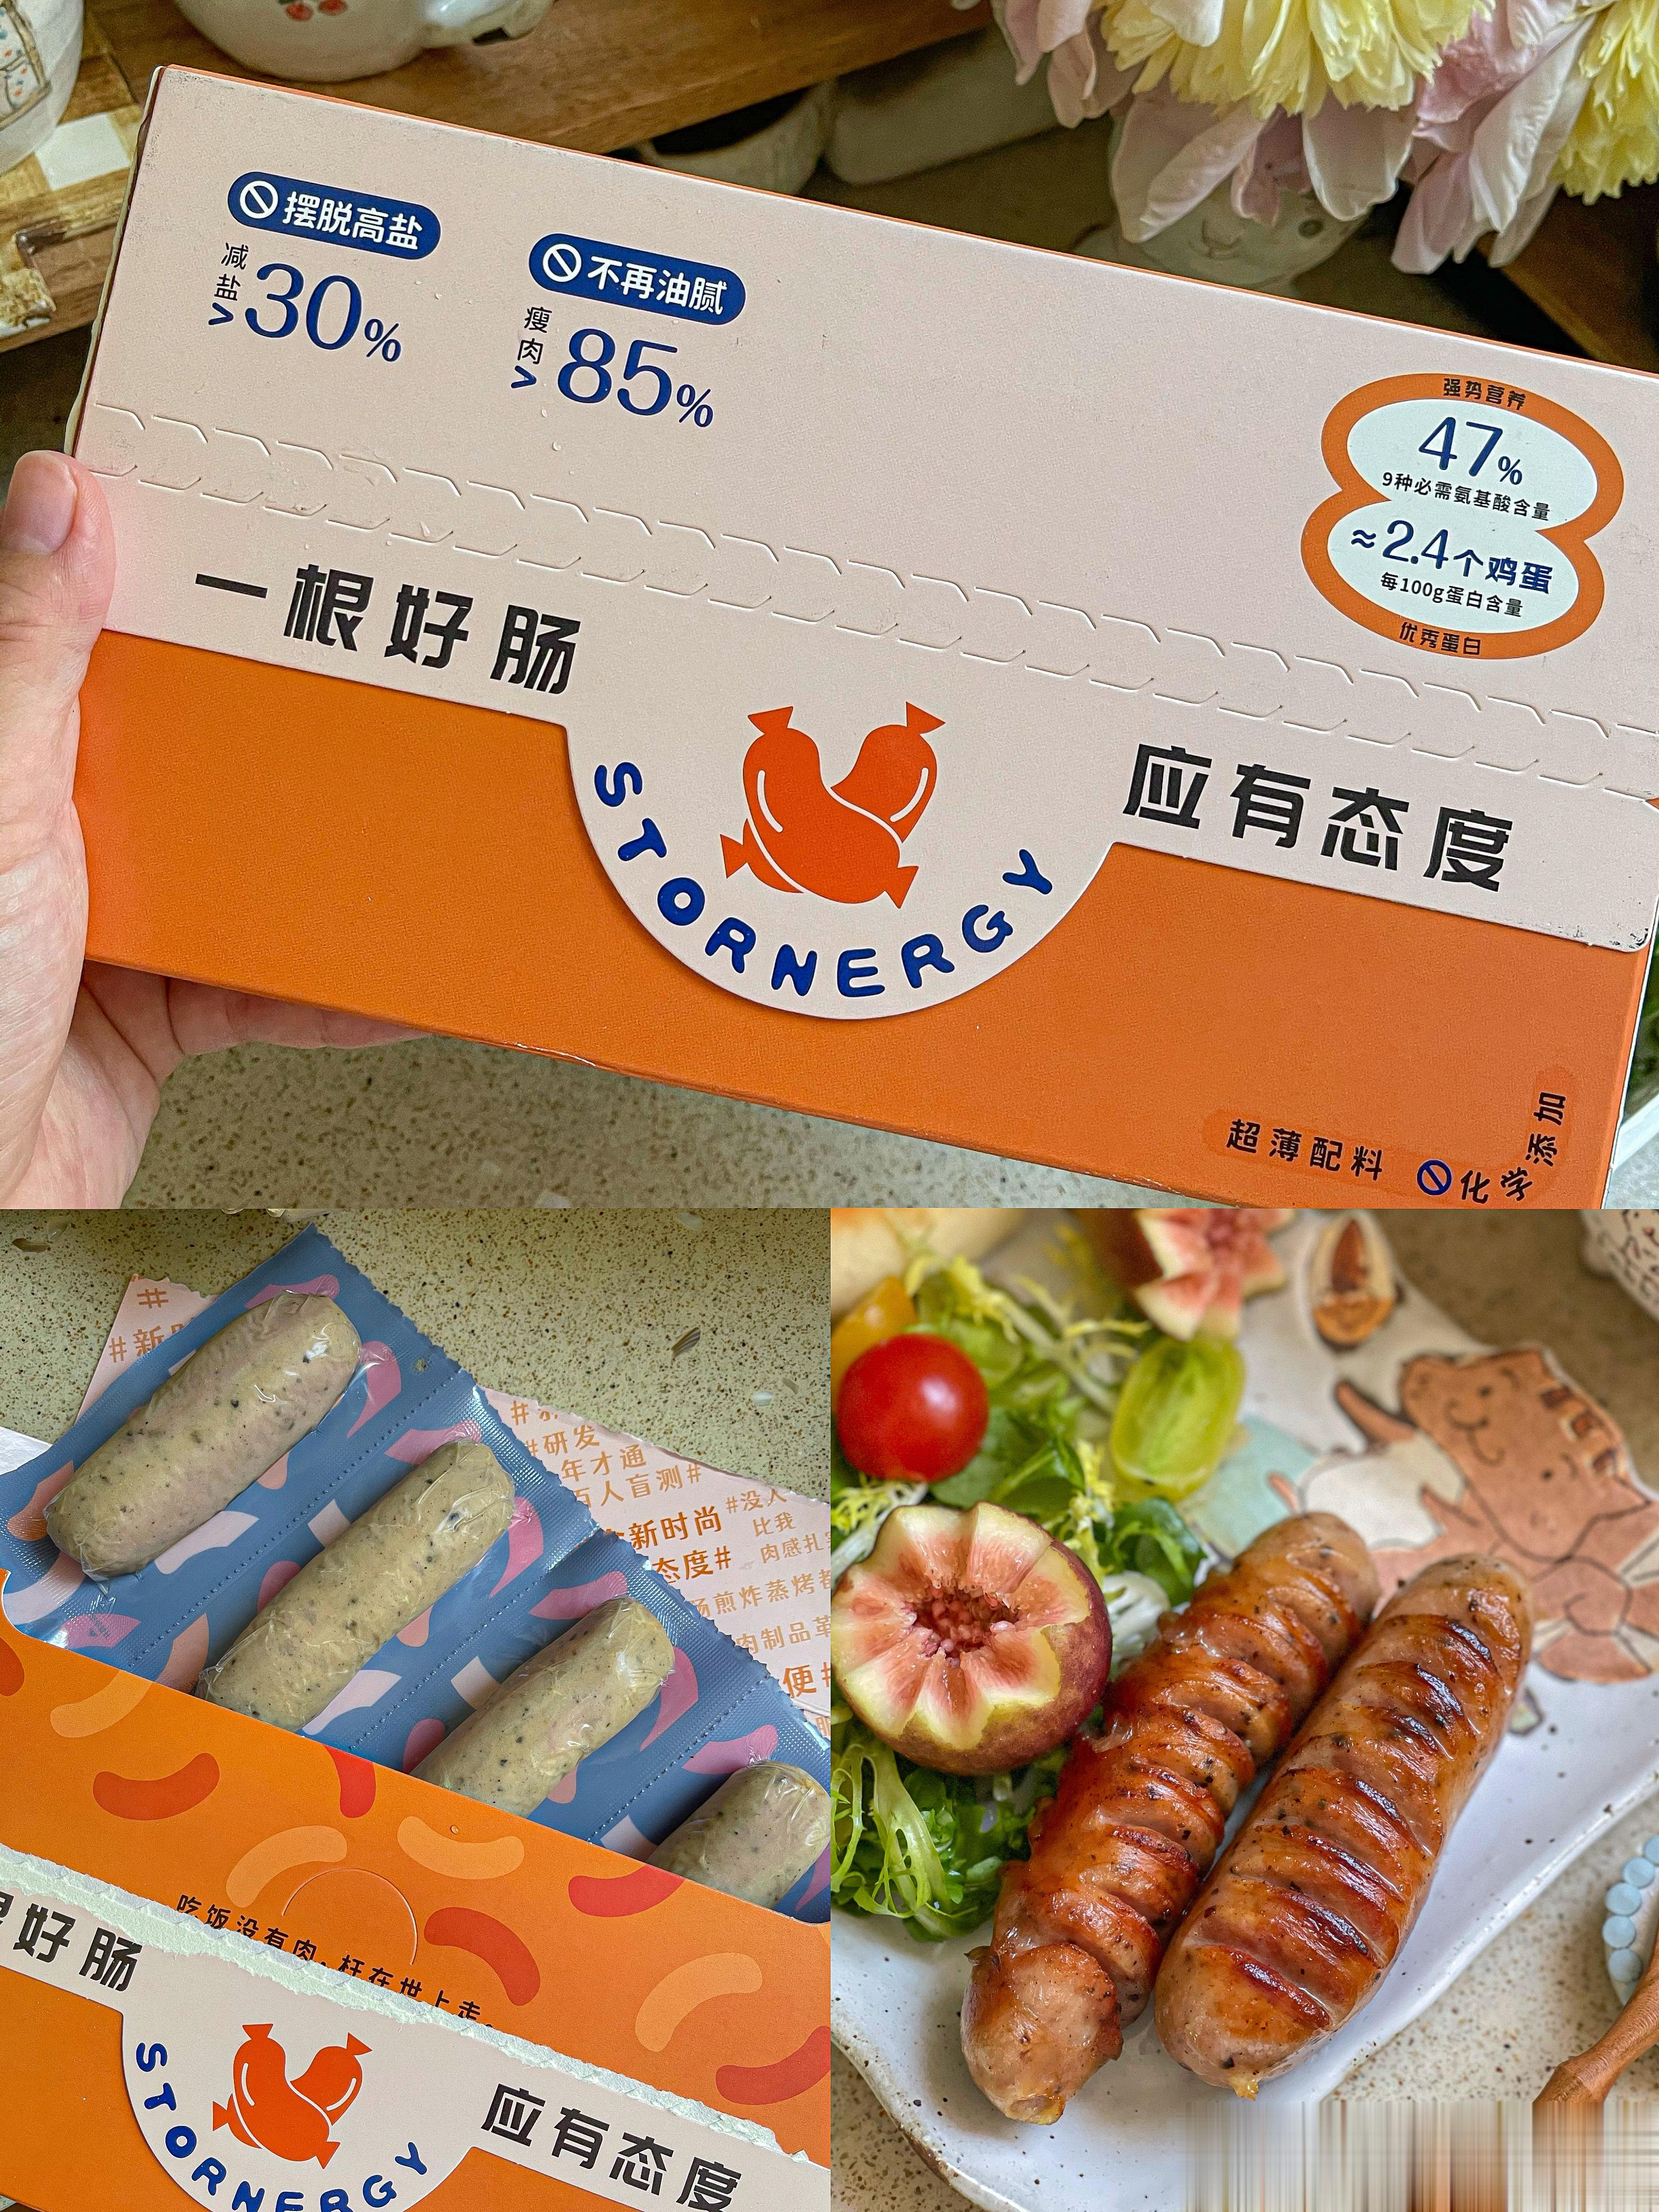 摆脱高盐
减盐>30%
不再油腻
瘦肉>85%
强势营养
47%
9种必需氨基酸含量
≈2.4个鸡蛋
每100g蛋白含量
优秀蛋白
一根好肠
应有态度
STORNERGY
超薄配料
化学添加
#
#新
#研发
年才通
百人盲测#
新时尚
#没人
比我
态度#
肉感扎实
煎炸蒸烤
肉制品革
便#
吃饭没有肉,枉在世上走。
好肠
STORNERGY
应有态度